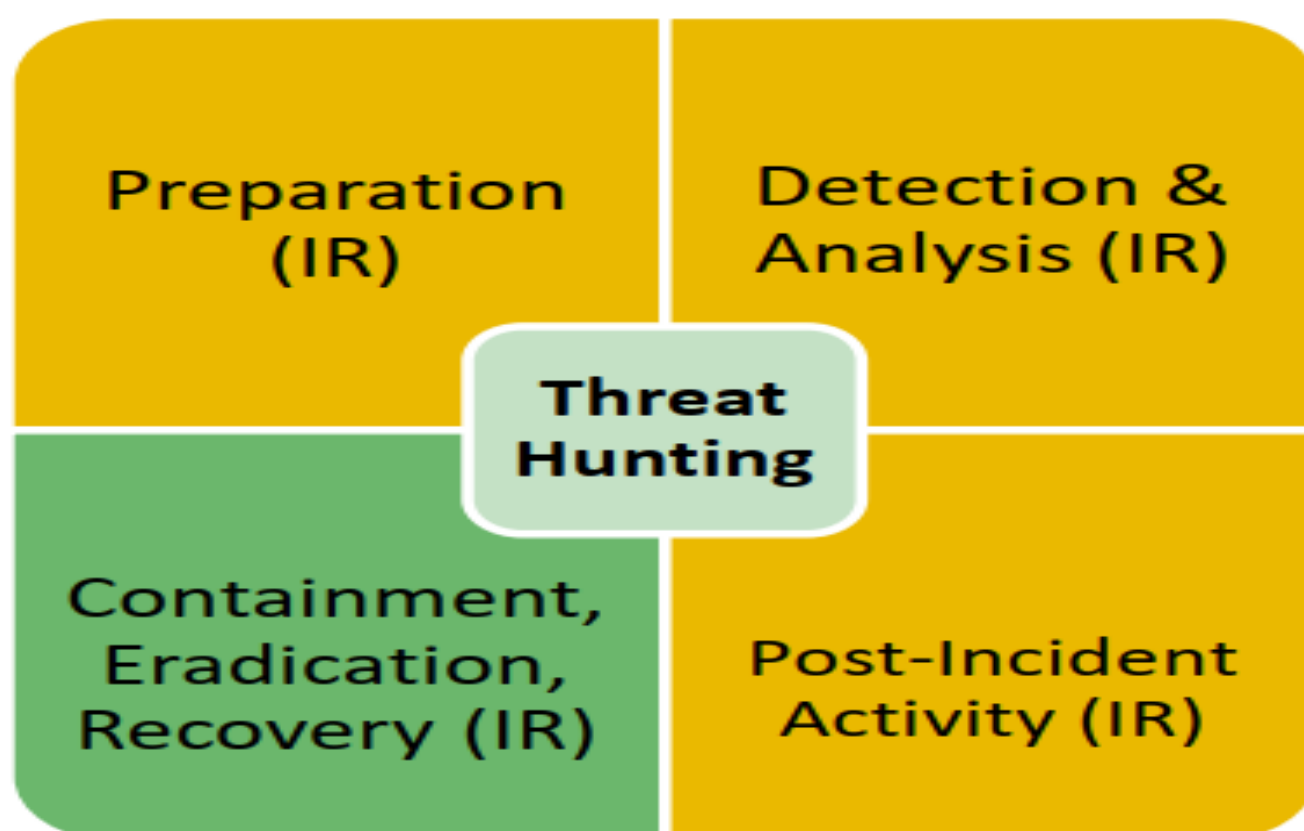 Preparation
(IR)
Detection &
Analysis (IR)
Threat
Hunting
Containment,
Eradication,
Recovery (IR)
Post-Incident
Activity (IR)